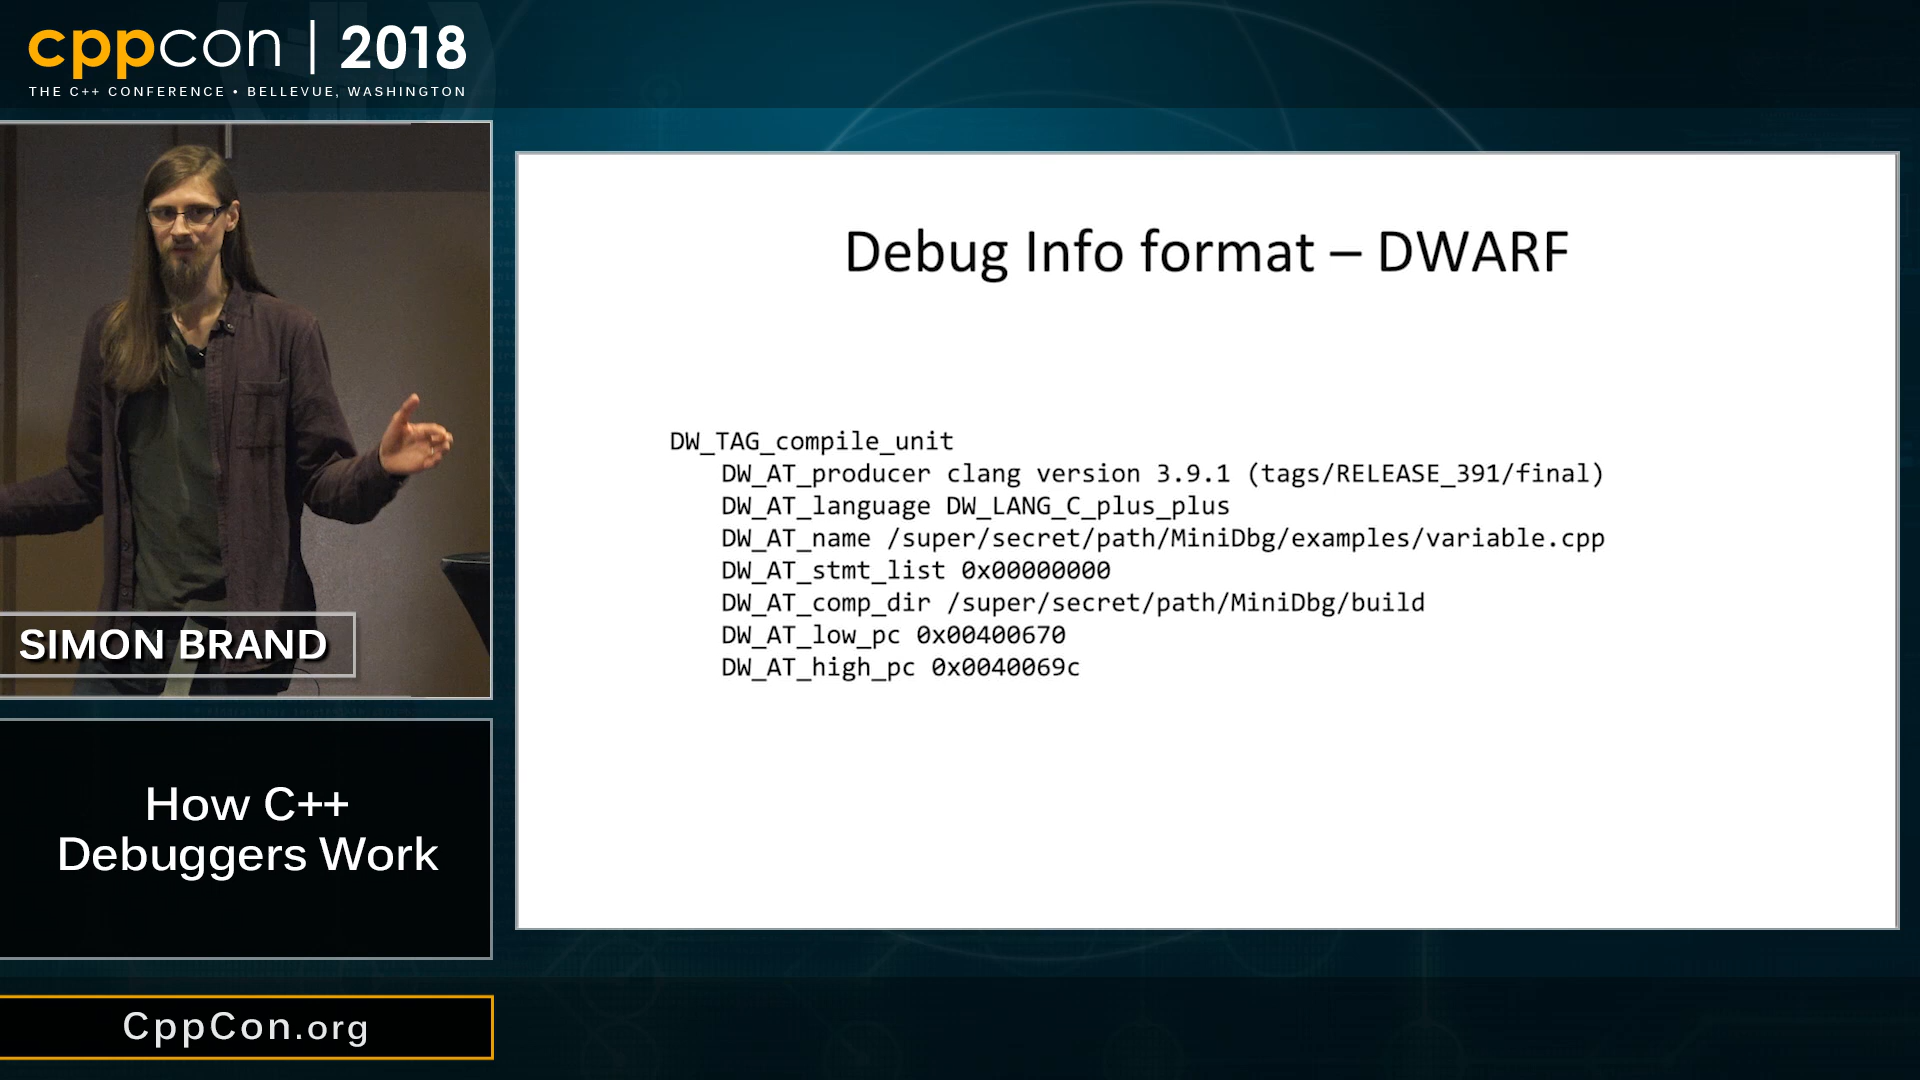 cppcon | 2018
THE C++ CONFERENCE • BELLEVUE, WASHINGTON
SIMON BRAND
How C++
Debuggers Work
CppCon.org
Debug Info format – DWARF
DW_TAG_compile_unit
DW_AT_producer clang version 3.9.1 (tags/RELEASE_391/final)
DW_AT_language DW_LANG_C_plus_plus
DW_AT_name /super/secret/path/MiniDbg/examples/variable.cpp
DW_AT_stmt_list 0x00000000
DW_AT_comp_dir /super/secret/path/MiniDbg/build
DW_AT_low_pc 0x00400670
DW_AT_high_pc 0x0040069c